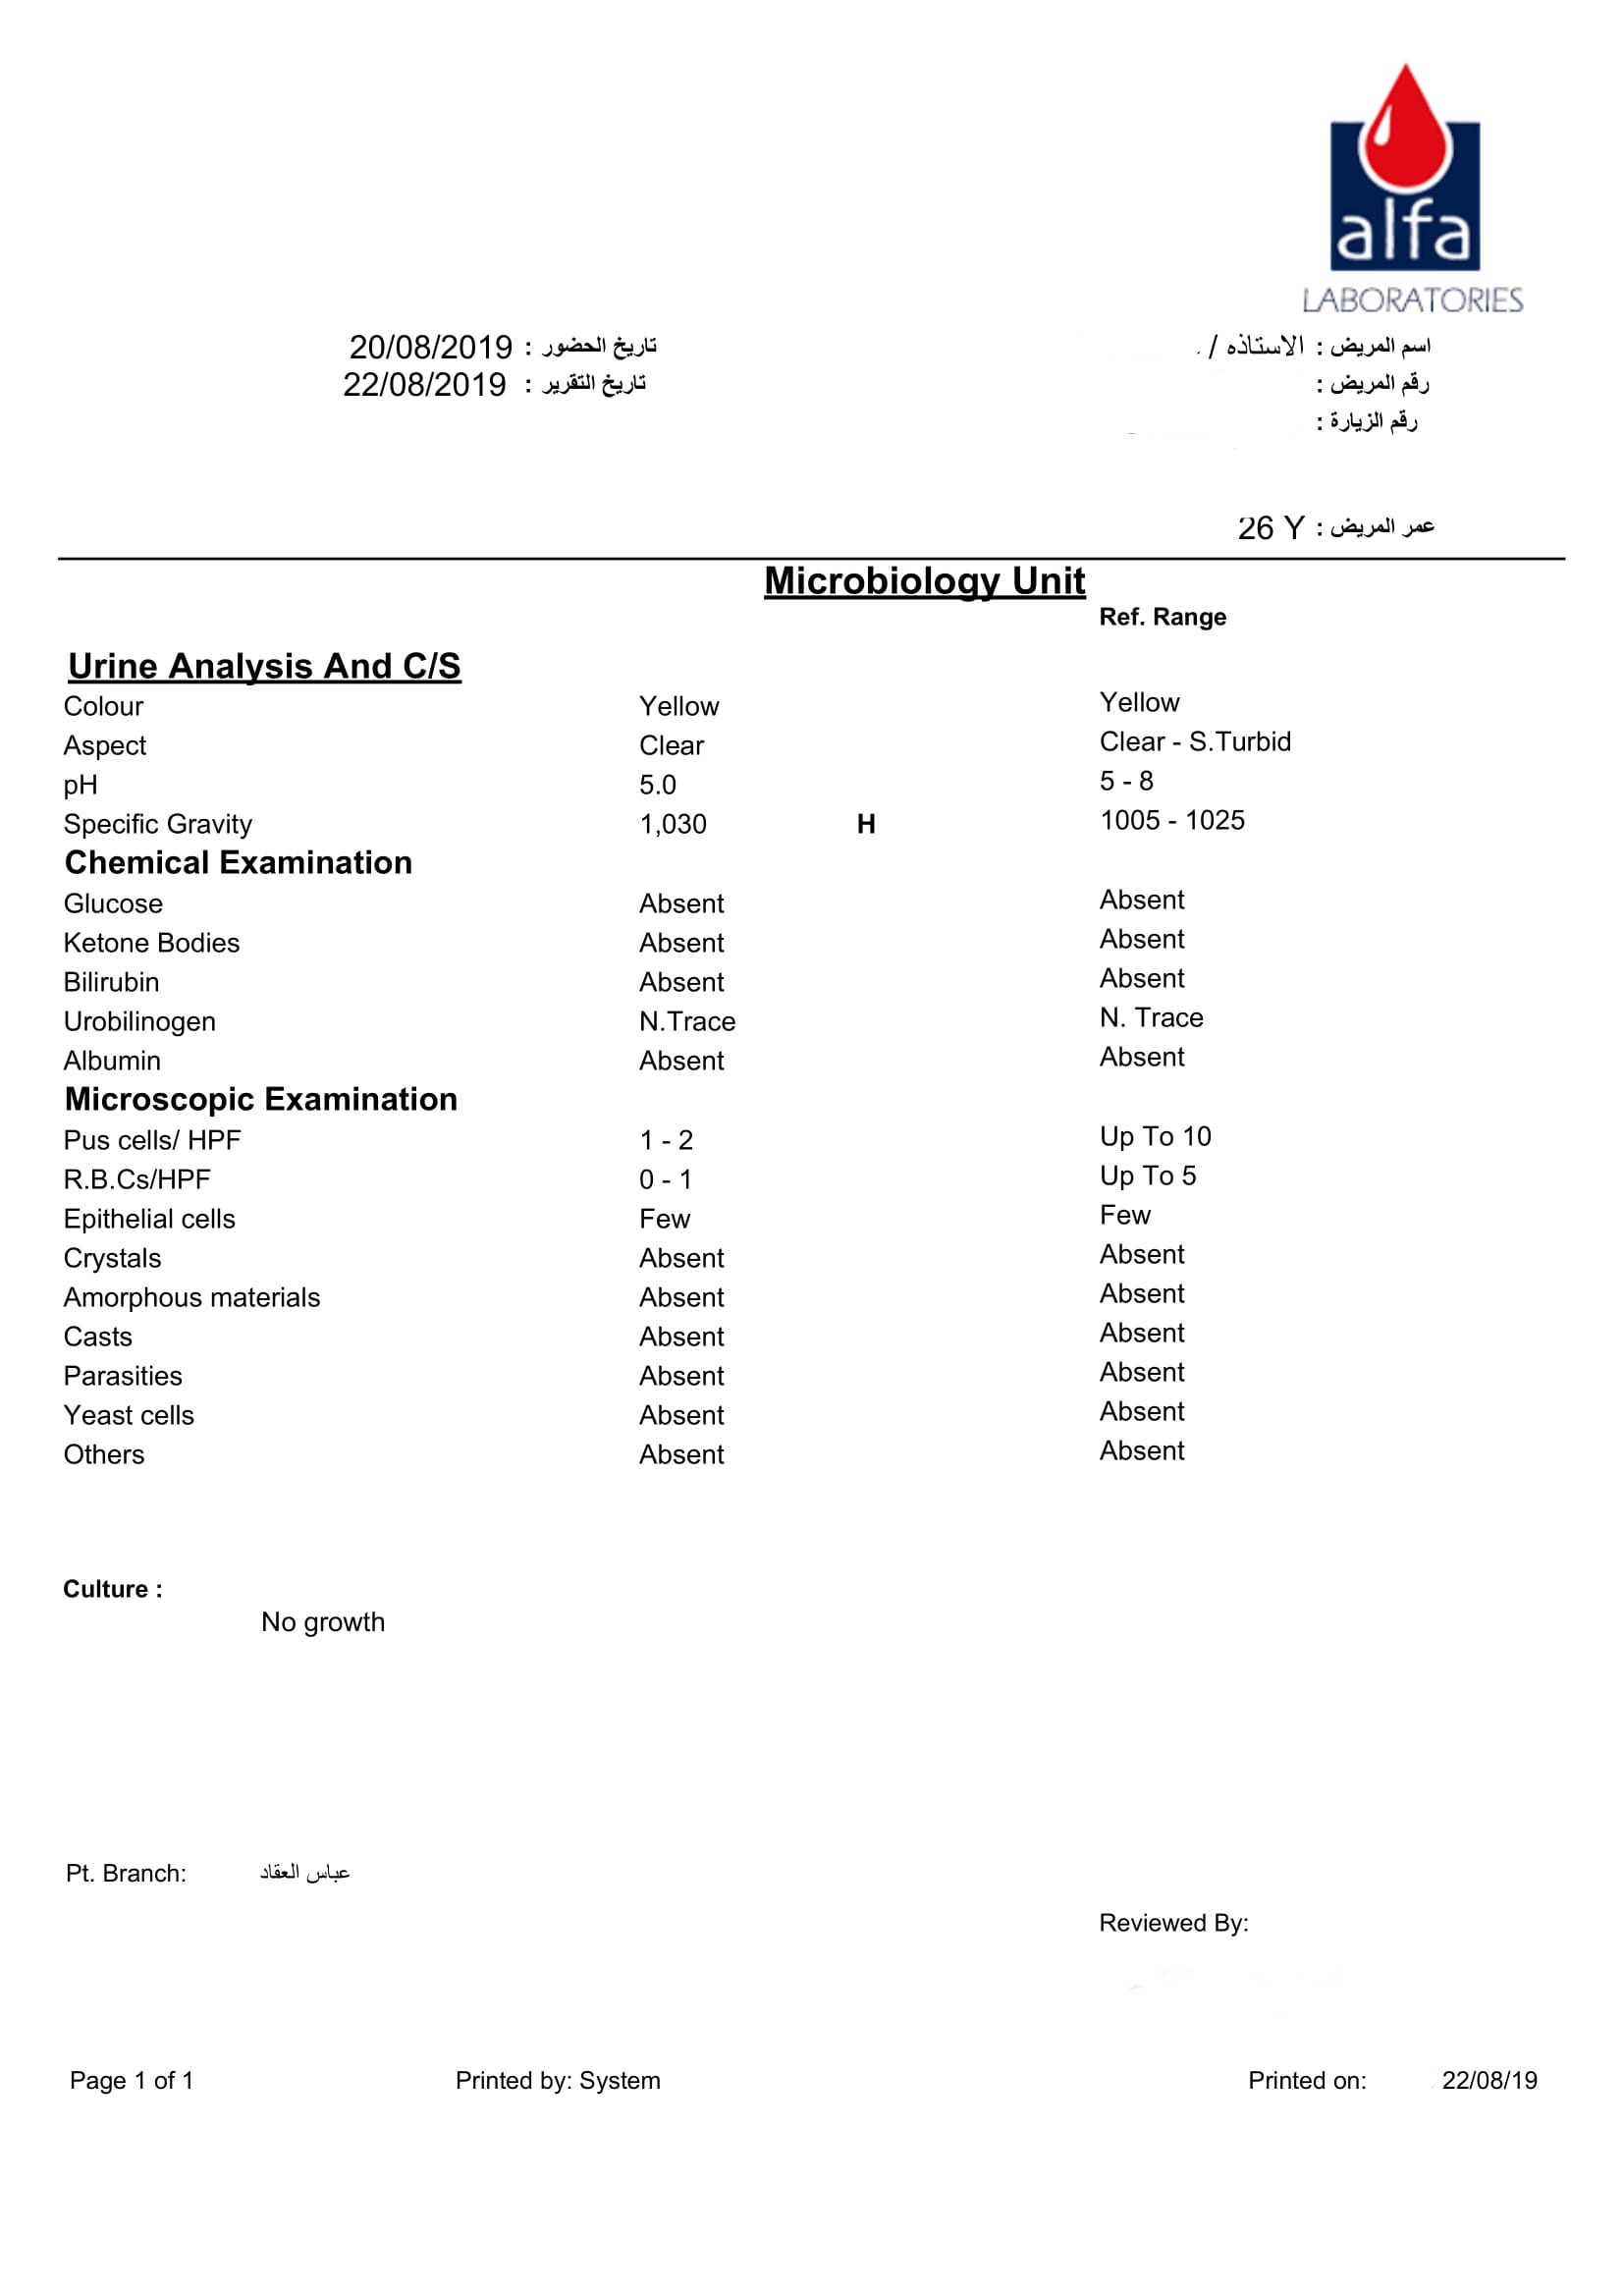 alfa
LABORATORIES
اسم المريض : الاستاذه / تاريخ الحضور : 20/08/2019
رقم المريض : تاريخ التقرير : 22/08/2019
رقم الزيارة :
عمر المريض : 26 Y
Microbiology Unit
Ref. Range
Urine Analysis And C/S
Colour Yellow Yellow
Aspect Clear Clear - S.Turbid
pH 5.0 5 - 8
Specific Gravity 1,030 H 1005 - 1025
Chemical Examination
Glucose Absent Absent
Ketone Bodies Absent Absent
Bilirubin Absent Absent
Urobilinogen N.Trace N. Trace
Albumin Absent Absent
Microscopic Examination
Pus cells/ HPF 1 - 2 Up To 10
R.B.Cs/HPF 0 - 1 Up To 5
Epithelial cells Few Few
Crystals Absent Absent
Amorphous materials Absent Absent
Casts Absent Absent
Parasities Absent Absent
Yeast cells Absent Absent
Others Absent Absent
Culture :
No growth
Pt. Branch: عباس العقاد
Reviewed By:
Page 1 of 1 Printed by: System Printed on: 22/08/19